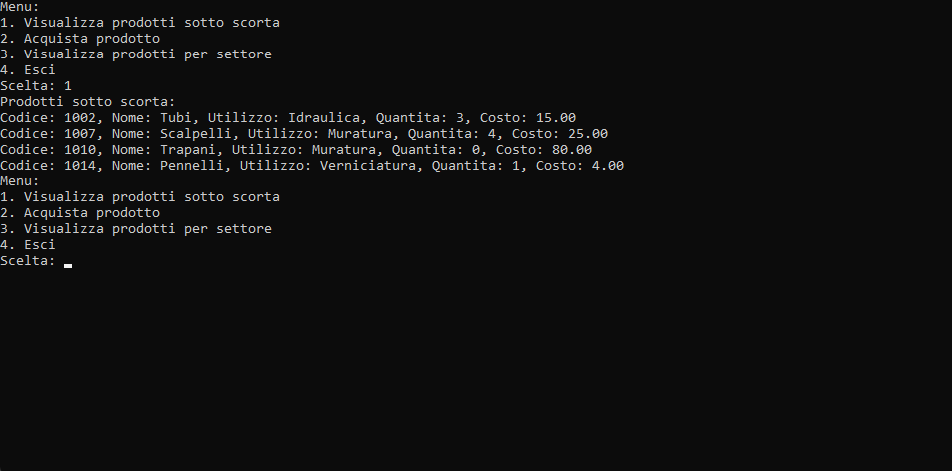 Menu:
1. Visualizza prodotti sotto scorta
2. Acquista prodotto
3. Visualizza prodotti per settore
4. Esci
Scelta: 1
Prodotti sotto scorta:
Codice: 1002, Nome: Tubi, Utilizzo: Idraulica, Quantita: 3, Costo: 15.00
Codice: 1007, Nome: Scalpelli, Utilizzo: Muratura, Quantita: 4, Costo: 25.00
Codice: 1010, Nome: Trapani, Utilizzo: Muratura, Quantita: 0, Costo: 80.00
Codice: 1014, Nome: Pennelli, Utilizzo: Verniciatura, Quantita: 1, Costo: 4.00
Menu:
1. Visualizza prodotti sotto scorta
2. Acquista prodotto
3. Visualizza prodotti per settore
4. Esci
Scelta: